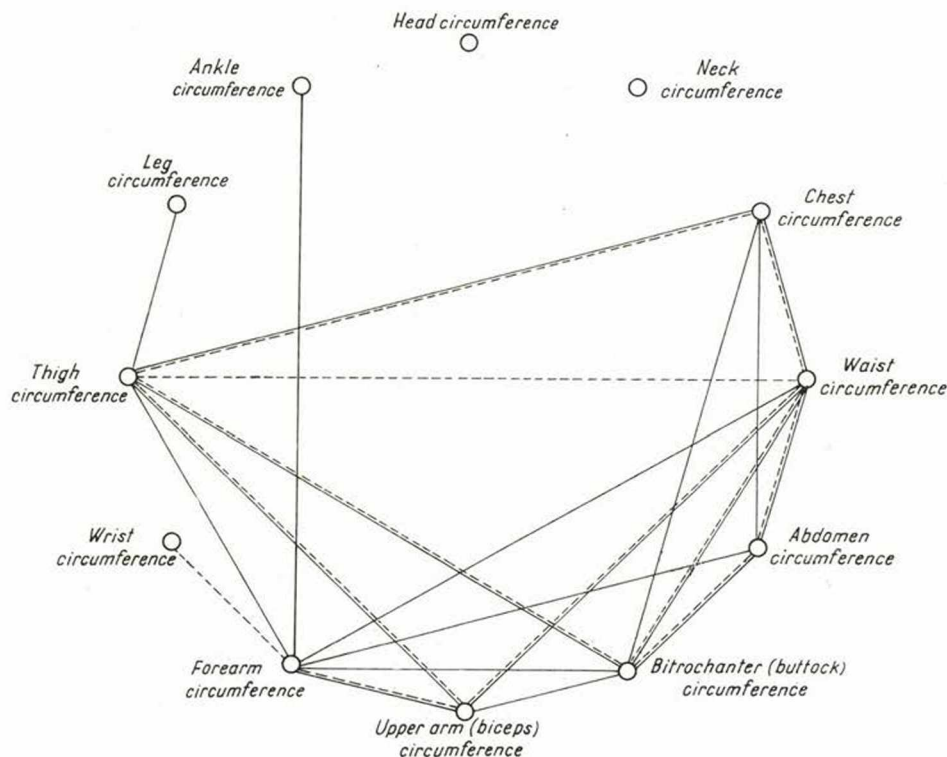 Head circumference
Ankle
circumference
Neck
circumference
Leg
circumference
Chest
circumference
Thigh
circumference
Waist
circumference
Wrist
circumference
Abdomen
circumference
Forearm
circumference
Bitrochanter (buttock)
circumference
Upper arm (biceps)
circumference